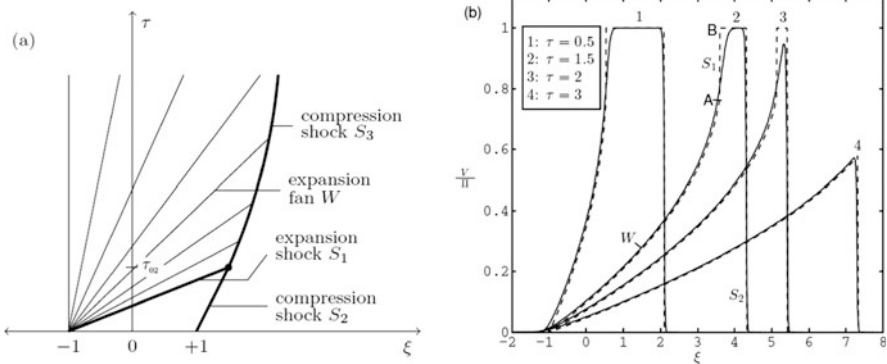 (a)
τ
compression
shock S₃
expansion
fan W
expansion
shock S₁
τ₀₂
compression
shock S₂
−1
0
+1
ξ
(b)
1
2
3
1
B
1: τ = 0.5
2: τ = 1.5
3: τ = 2
4: τ = 3
S₁
0.8
A
0.6
4
V
Π
0.4
W
0.2
S₂
0
−2
−1
0
1
2
3
4
5
6
7
8
ξ